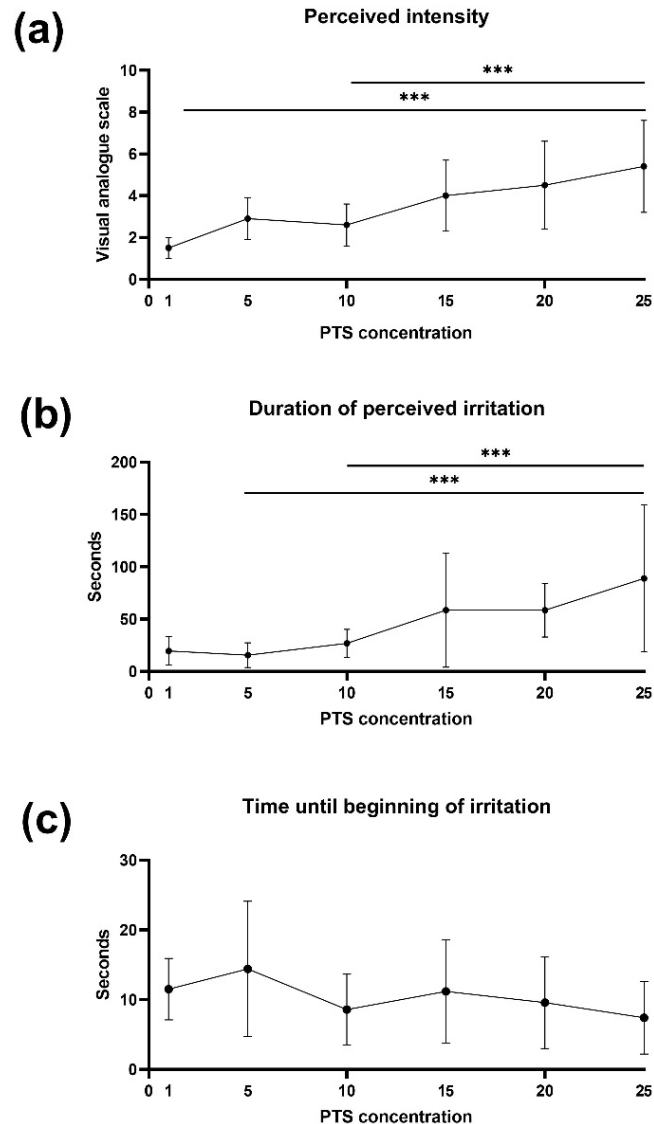 (a)
Perceived intensity
***
***
Visual analogue scale
10
8
6
4
2
0
0 1 5 10 15 20 25
PTS concentration
(b)
Duration of perceived irritation
***
***
Seconds
200
150
100
50
0
0 1 5 10 15 20 25
PTS concentration
(c)
Time until beginning of irritation
Seconds
30
20
10
0
0 1 5 10 15 20 25
PTS concentration